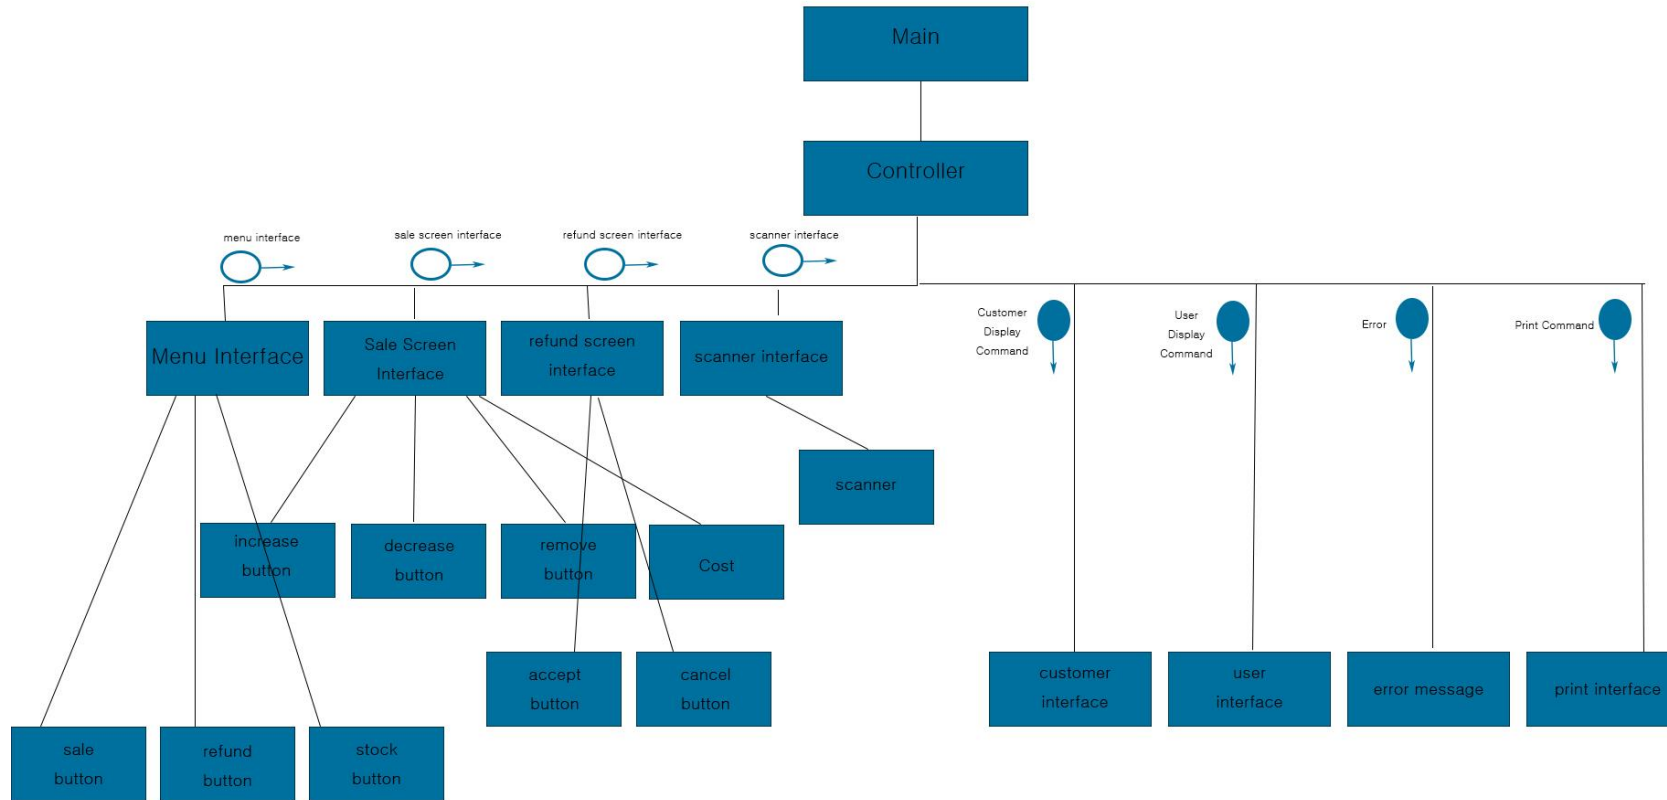 Main
Controller
menu interface
sale screen interface
refund screen interface
scanner interface
Customer
Display
Command
User
Display
Command
Error
Print Command
Menu Interface
Sale Screen
Interface
refund screen
interface
scanner interface
scanner
increase
button
decrease
button
remove
button
Cost
accept
button
cancel
button
customer
interface
user
interface
error message
print interface
sale
button
refund
button
stock
button